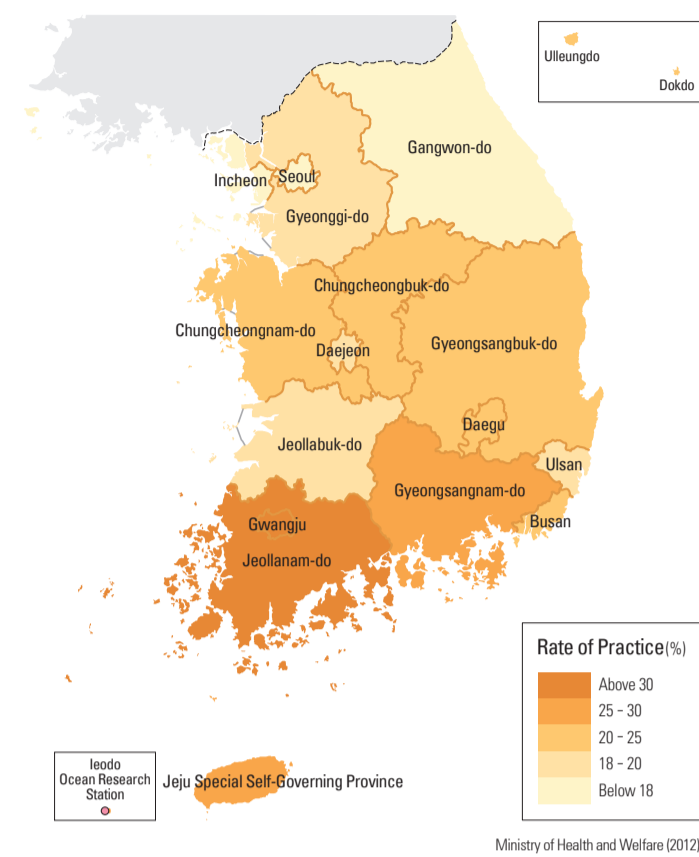 Ulleungdo
Dokdo
Gangwon-do
Incheon
Seoul
Gyeonggi-do
Chungcheongbuk-do
Chungcheongnam-do
Daejeon
Gyeongsangbuk-do
Daegu
Jeollabuk-do
Ulsan
Gyeongsangnam-do
Busan
Gwangju
Jeollanam-do
Rate of Practice(%)
Above 30
25 - 30
20 - 25
18 - 20
Below 18
Ieodo
Ocean Research
Station
Jeju Special Self-Governing Province
Ministry of Health and Welfare (2012)